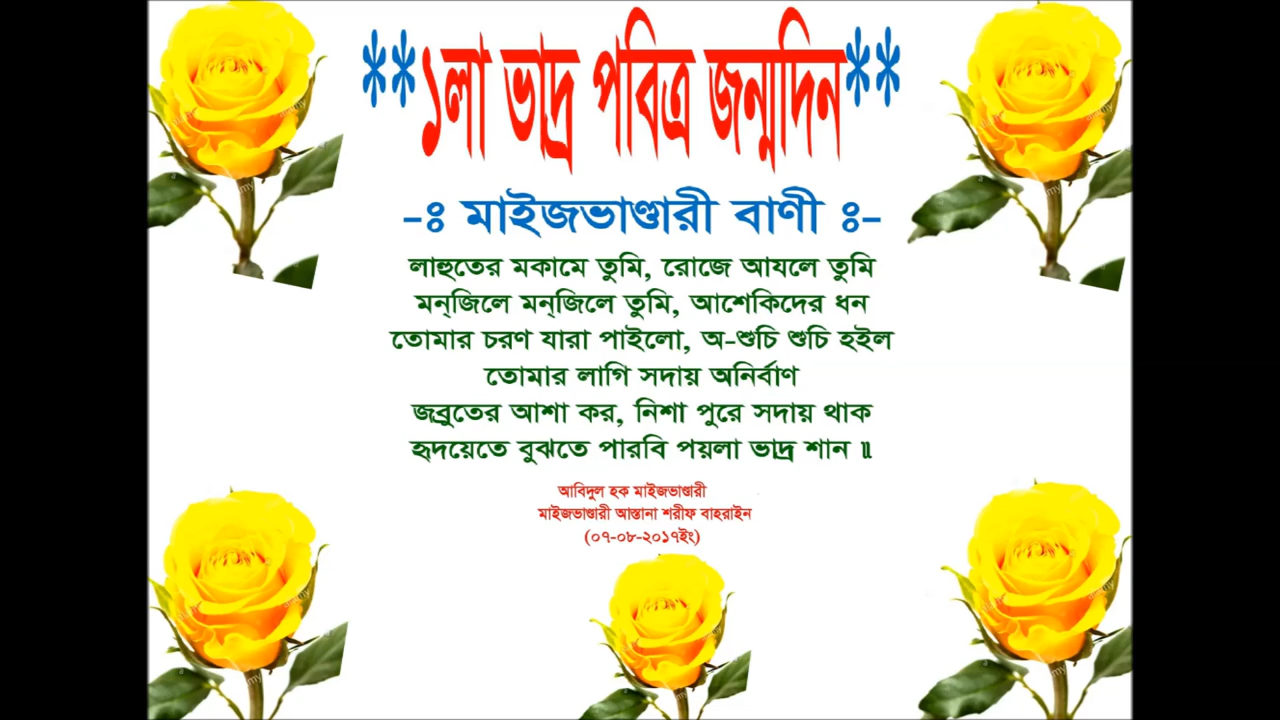 **১লা ভাদ্র পবিত্র জন্মদিন**
-ঃ মাইজভাণ্ডারী বাণী ঃ-
লাহুতের মকামে তুমি, রোজে আযলে তুমি
মন্‌জিলে মন্‌জিলে তুমি, আশেকিদের ধন
তোমার চরণ যারা পাইলো, অ-শুচি শুচি হইল
তোমার লাগি সদায় অনির্বাণ
জব্রুতের আশা কর, নিশা পুরে সদায় থাক
হৃদয়েতে বুঝতে পারবি পয়লা ভাদ্র শান ॥
আবিদুল হক মাইজভাণ্ডারী
মাইজভাণ্ডারী আস্তানা শরীফ বাহরাইন
(০৭-০৮-২০১৭ইং)